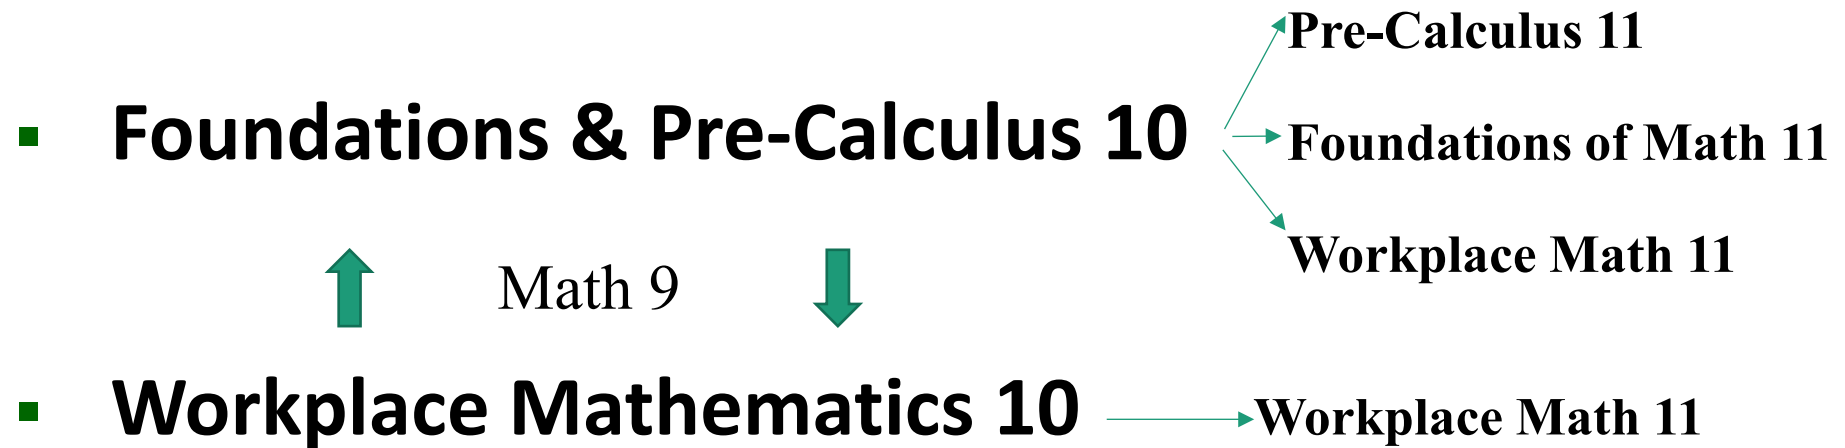 Pre-Calculus 11
Foundations & Pre-Calculus 10
Foundations of Math 11
Workplace Math 11
Math 9
Workplace Mathematics 10
Workplace Math 11